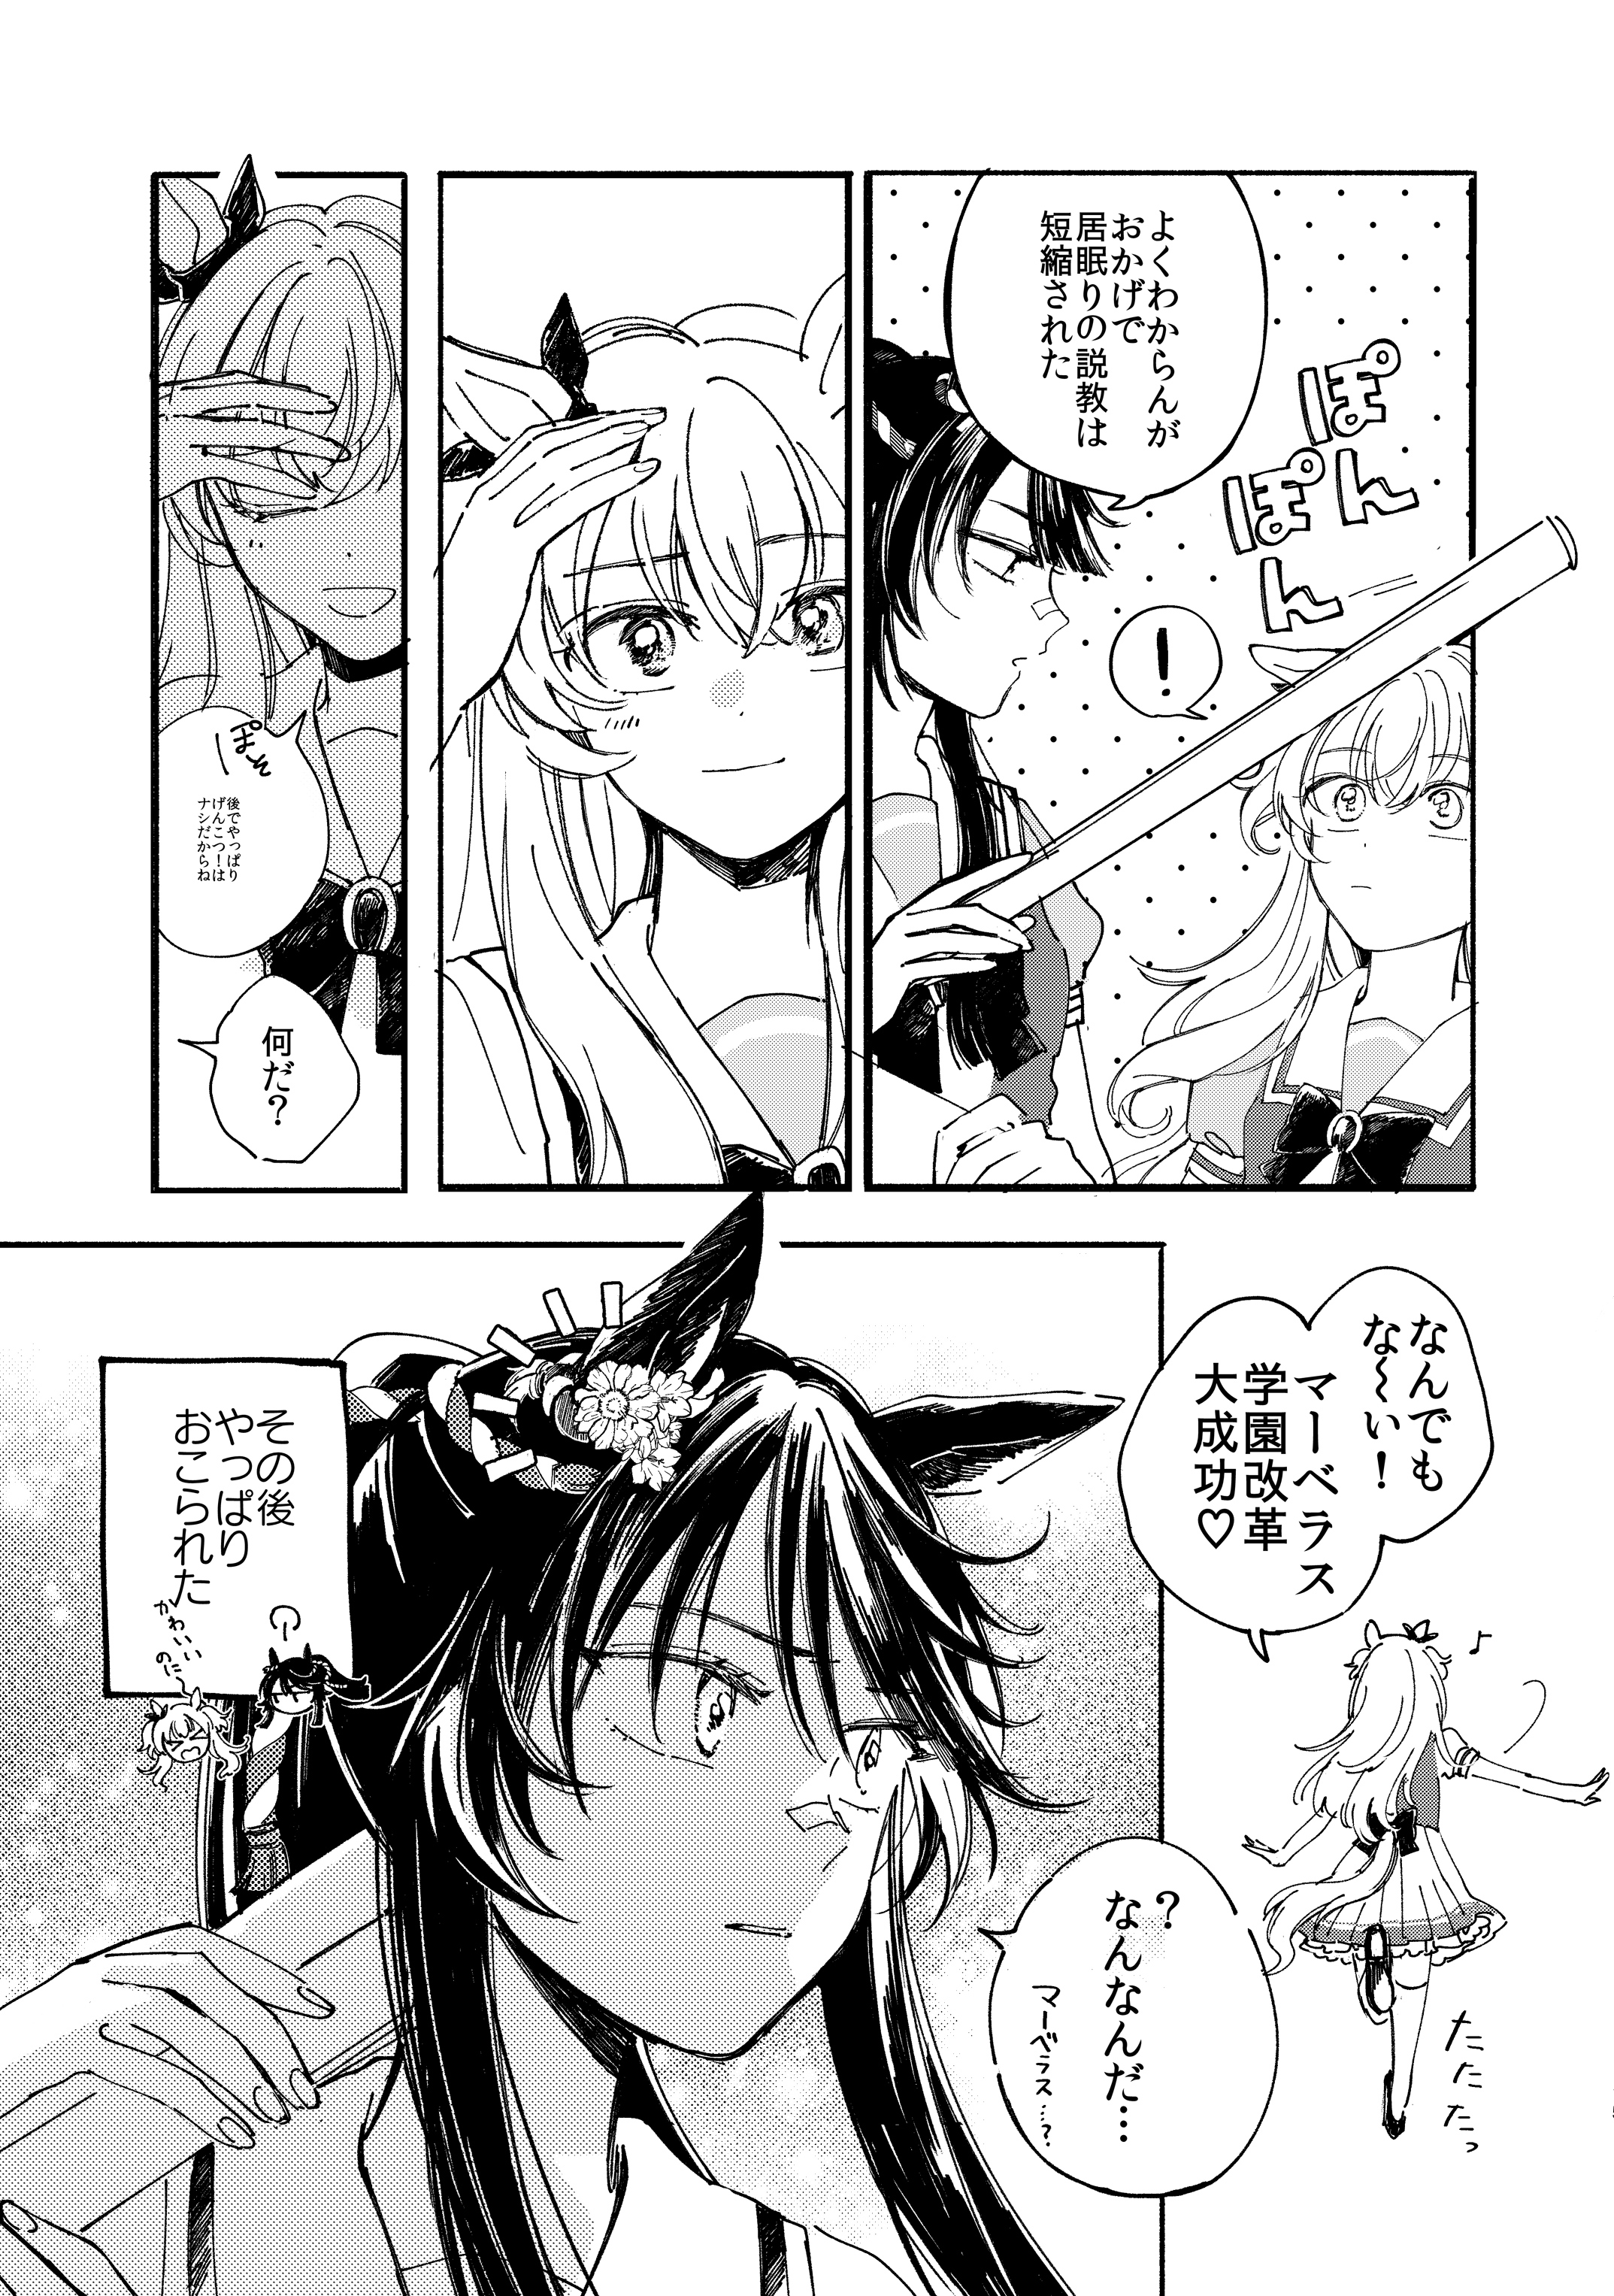 よくわからんが
おかげで
居眠りの説教は
短縮された
ぽん
ぽん
!
ぽそっ
後でやっぱり
げんこつ!は
ナシだからね
何だ?
なんでも
な〜い!
マーベラス
学園改革
大成功♡
♪
たたたっ
?
なんなんだ…
マーベラス…?
その後
やっぱり
おこられた
?
かわいい
のに〜